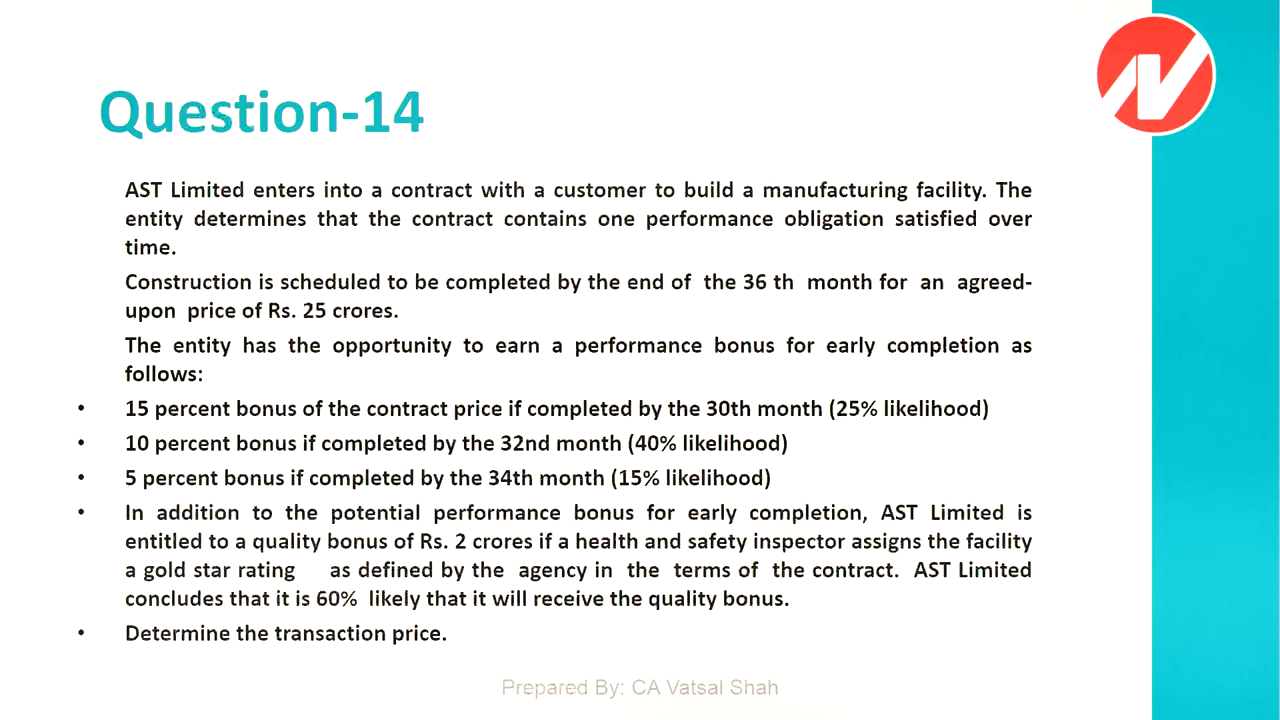 Question-14
AST Limited enters into a contract with a customer to build a manufacturing facility. The
entity determines that the contract contains one performance obligation satisfied over
time.
Construction is scheduled to be completed by the end of the 36 th month for an agreed-
upon price of Rs. 25 crores.
The entity has the opportunity to earn a performance bonus for early completion as
follows:
• 15 percent bonus of the contract price if completed by the 30th month (25% likelihood)
• 10 percent bonus if completed by the 32nd month (40% likelihood)
• 5 percent bonus if completed by the 34th month (15% likelihood)
• In addition to the potential performance bonus for early completion, AST Limited is
entitled to a quality bonus of Rs. 2 crores if a health and safety inspector assigns the facility
a gold star rating as defined by the agency in the terms of the contract. AST Limited
concludes that it is 60% likely that it will receive the quality bonus.
• Determine the transaction price.
Prepared By: CA Vatsal Shah